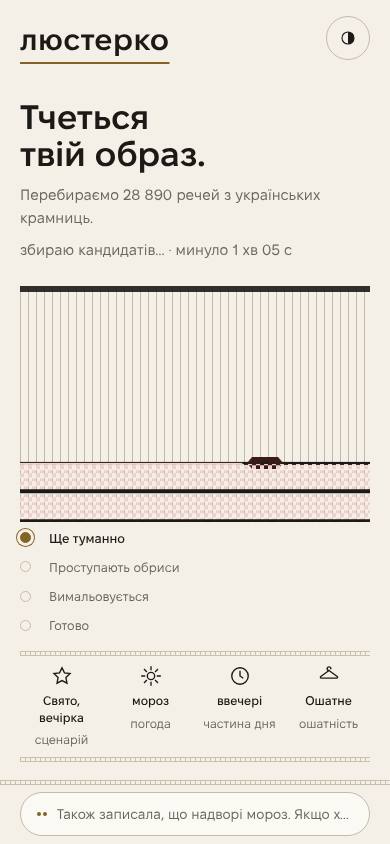 люстерко
Тчеться
твій образ.
Перебираємо 28 890 речей з українських
крамниць.
збираю кандидатів... · минуло 1 хв 05 с
Ще туманно
Проступають обриси
Вимальовується
Готово
Свято,
вечірка
сценарій
мороз
погода
ввечері
частина дня
Ошатне
ошатність
Також записала, що надворі мороз. Якщо х...